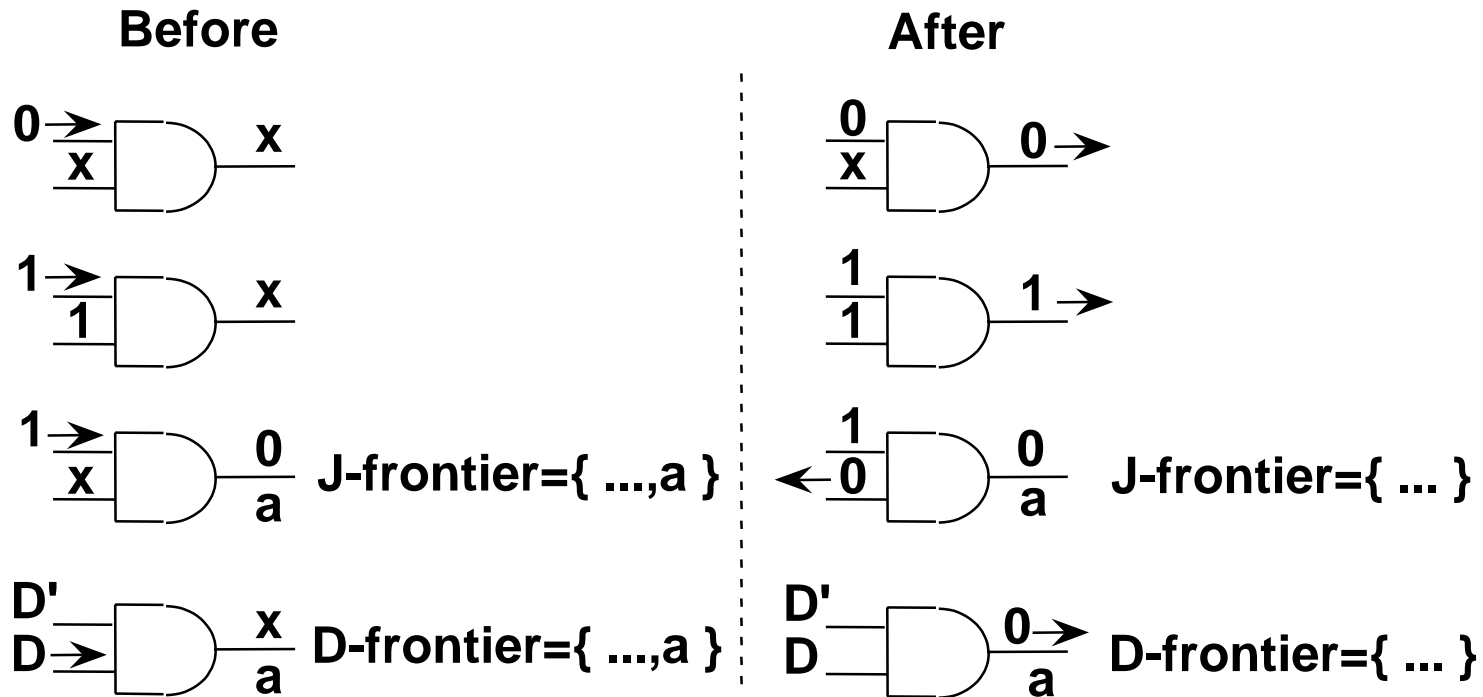 Before
After
0
x
x
0
x
0
1
1
x
1
1
1
1
x
0
a
J-frontier={ ...,a }
1
0
0
a
J-frontier={ ... }
D'
D
x
a
D-frontier={ ...,a }
D'
D
0
a
D-frontier={ ... }